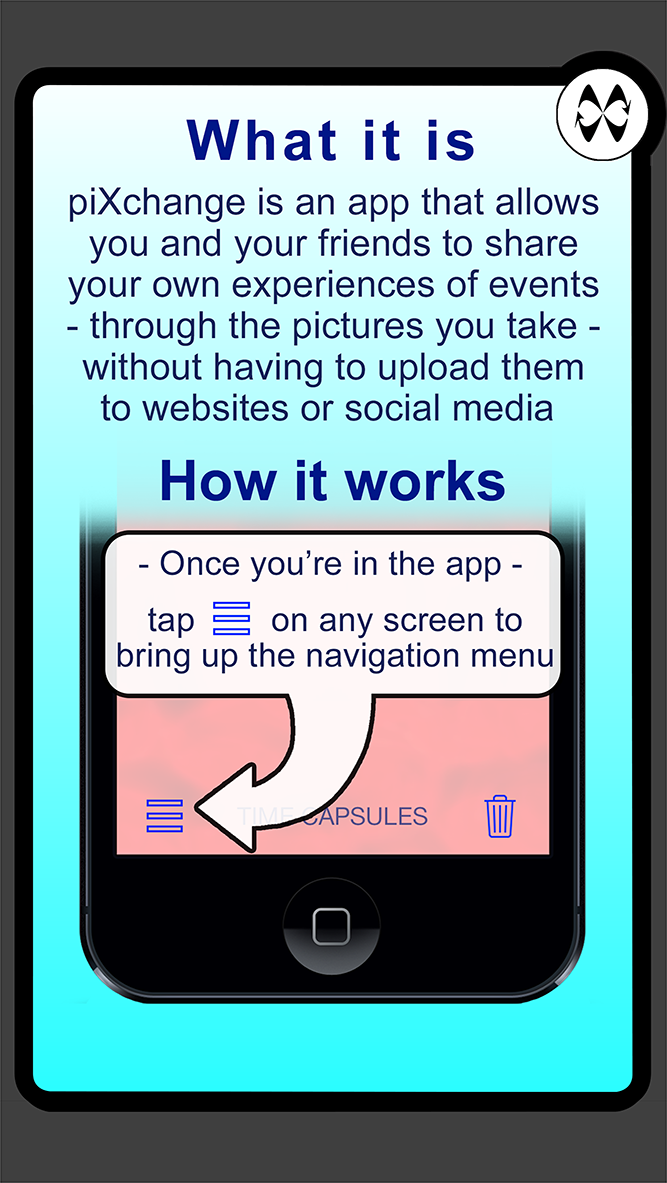 What it is
piXchange is an app that allows
you and your friends to share
your own experiences of events
- through the pictures you take -
without having to upload them
to websites or social media
How it works
- Once you’re in the app -
tap on any screen to
bring up the navigation menu
TIME CAPSULES